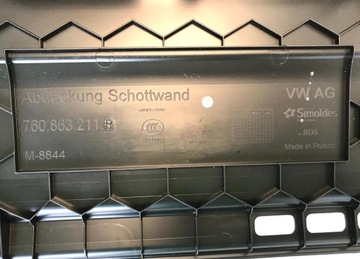 Abdeckung Schottwand
VW AG
760.863.211
Simoldes
M-8844
Made in Poland